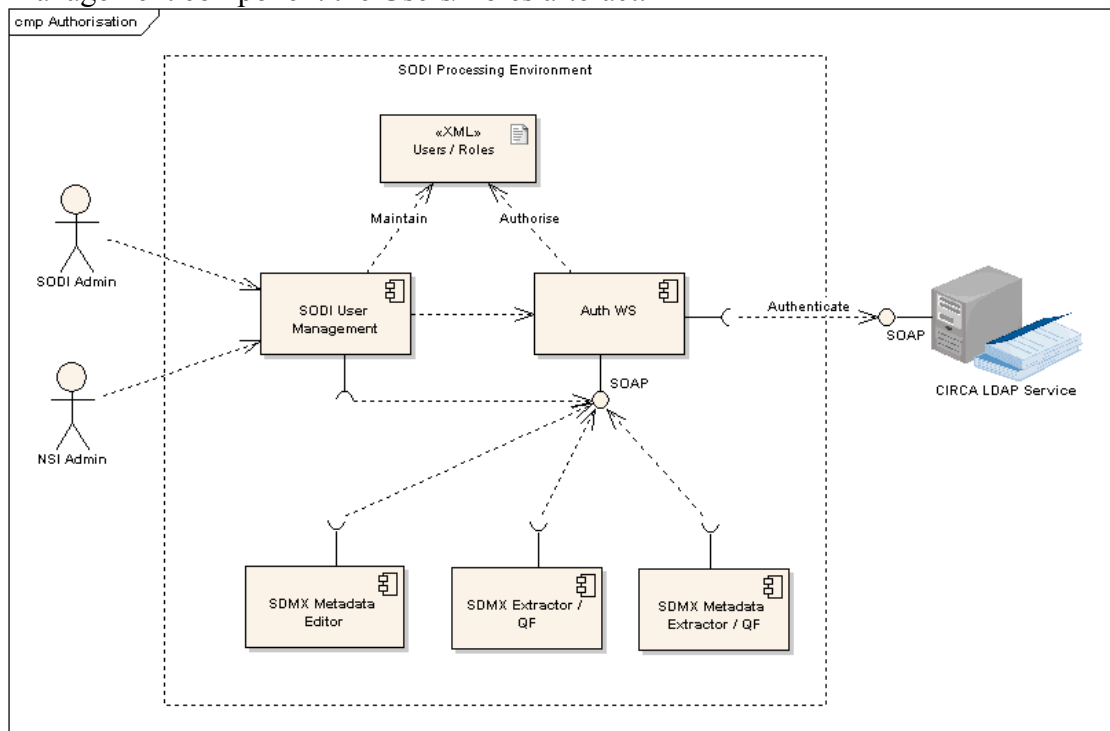 cmp Authorisation
SODI Processing Environment
«XML»
Users / Roles
Maintain
Authorise
SODI Admin
SODI User
Management
Auth WS
Authenticate
SOAP
CIRCA LDAP Service
SOAP
NSI Admin
SDMX Metadata
Editor
SDMX Extractor /
QF
SDMX Metadata
Extractor / QF